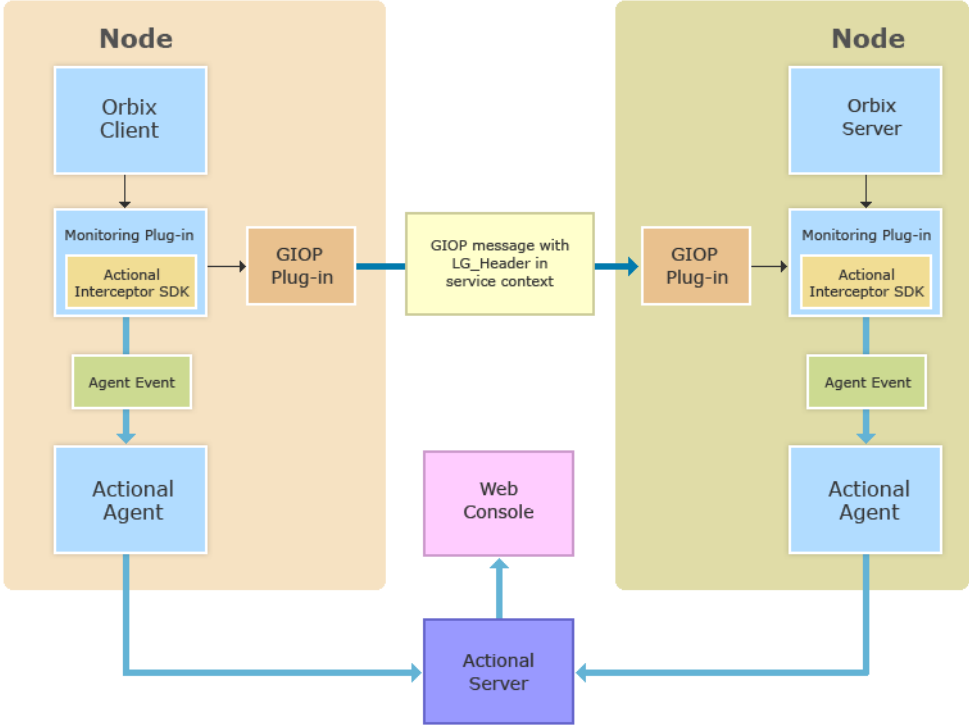 Node
Orbix
Client
Monitoring Plug-in
Actional
Interceptor SDK
GIOP
Plug-in
Agent Event
Actional
Agent
GIOP message with
LG_Header in
service context
Web
Console
Actional
Server
Node
Orbix
Server
GIOP
Plug-in
Monitoring Plug-in
Actional
Interceptor SDK
Agent Event
Actional
Agent